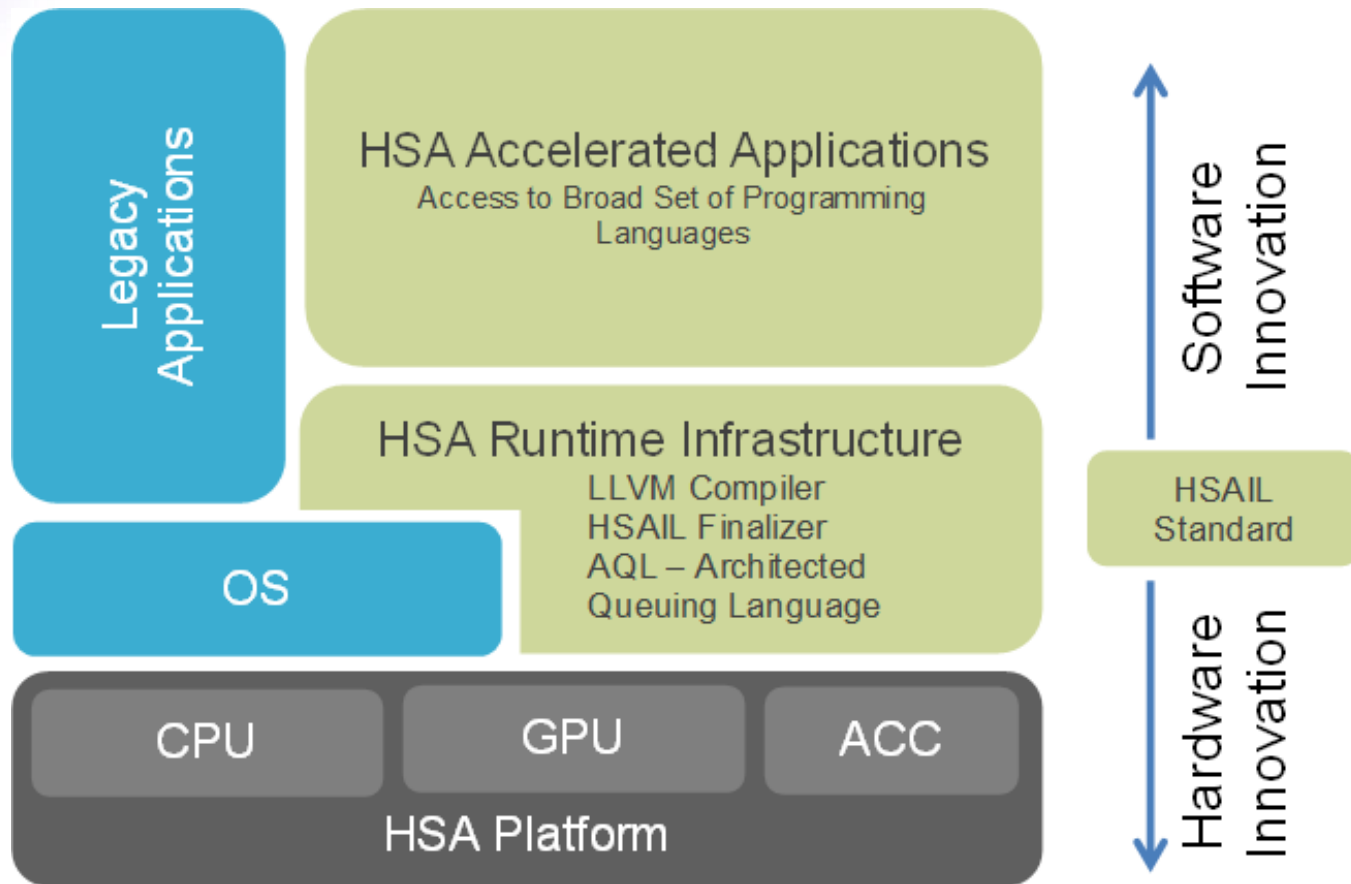 Legacy
Applications
HSA Accelerated Applications
Access to Broad Set of Programming
Languages
HSA Runtime Infrastructure
LLVM Compiler
HSAIL Finalizer
AQL – Architected
Queuing Language
OS
CPU
GPU
ACC
HSA Platform
Software
Innovation
HSAIL
Standard
Hardware
Innovation